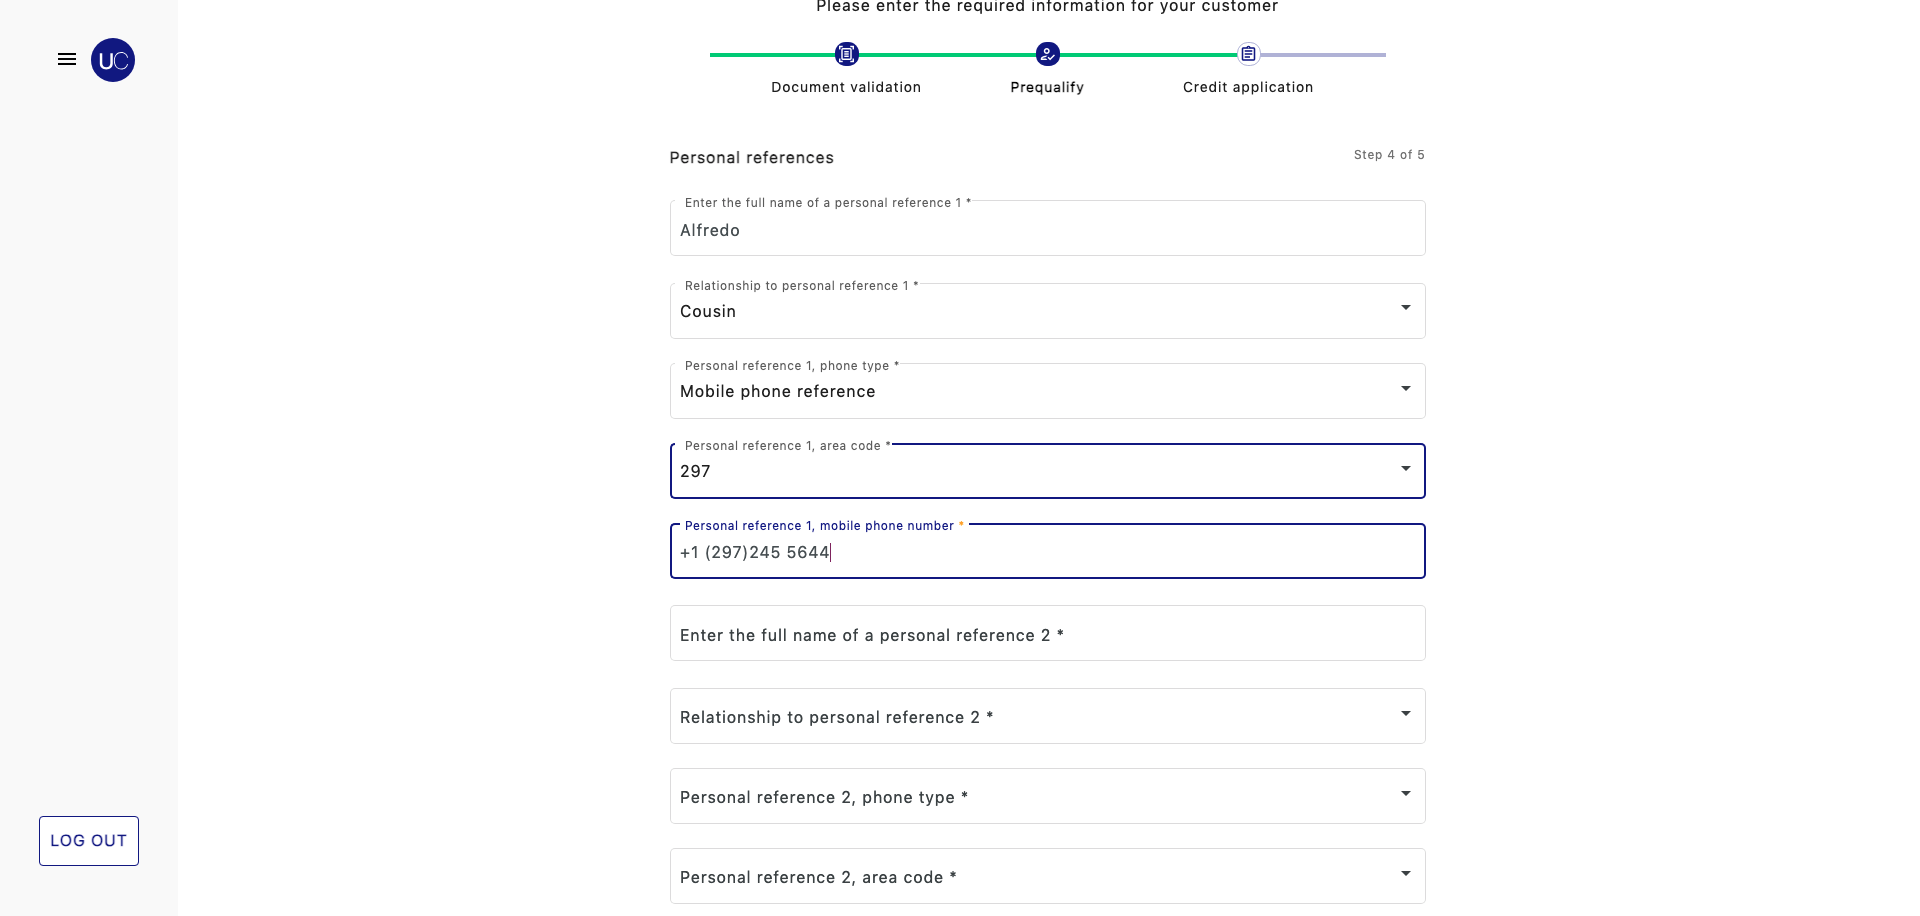 Please enter the required information for your customer
UC
Document validation
Prequalify
Credit application
Personal references
Step 4 of 5
Enter the full name of a personal reference 1 *
Alfredo
Relationship to personal reference 1 *
Cousin
Personal reference 1, phone type *
Mobile phone reference
Personal reference 1, area code *
297
Personal reference 1, mobile phone number *
+1 (297)245 5644
Enter the full name of a personal reference 2 *
Relationship to personal reference 2 *
Personal reference 2, phone type *
LOG OUT
Personal reference 2, area code *